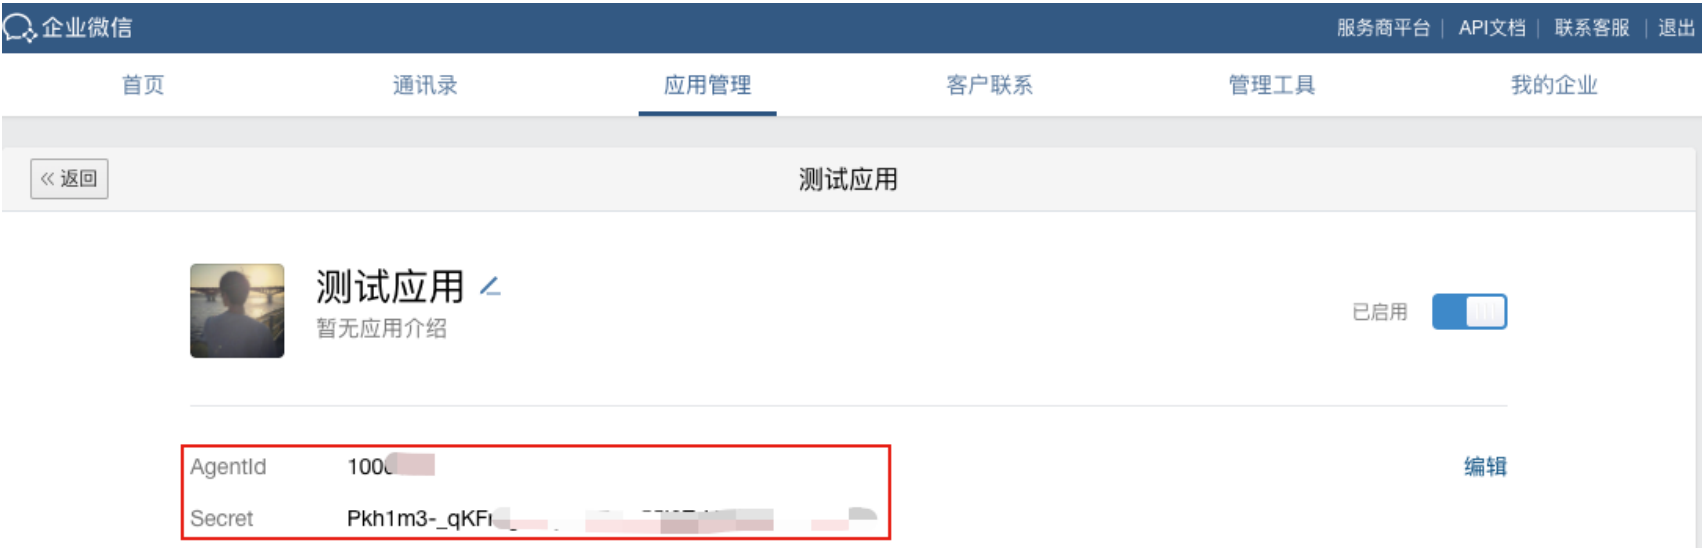 企业微信
服务商平台 | API文档 | 联系客服 | 退出
首页 通讯录 应用管理 客户联系 管理工具 我的企业
« 返回 测试应用
测试应用
暂无应用介绍
已启用
AgentId 100
编辑
Secret Pkh1m3-_qKF